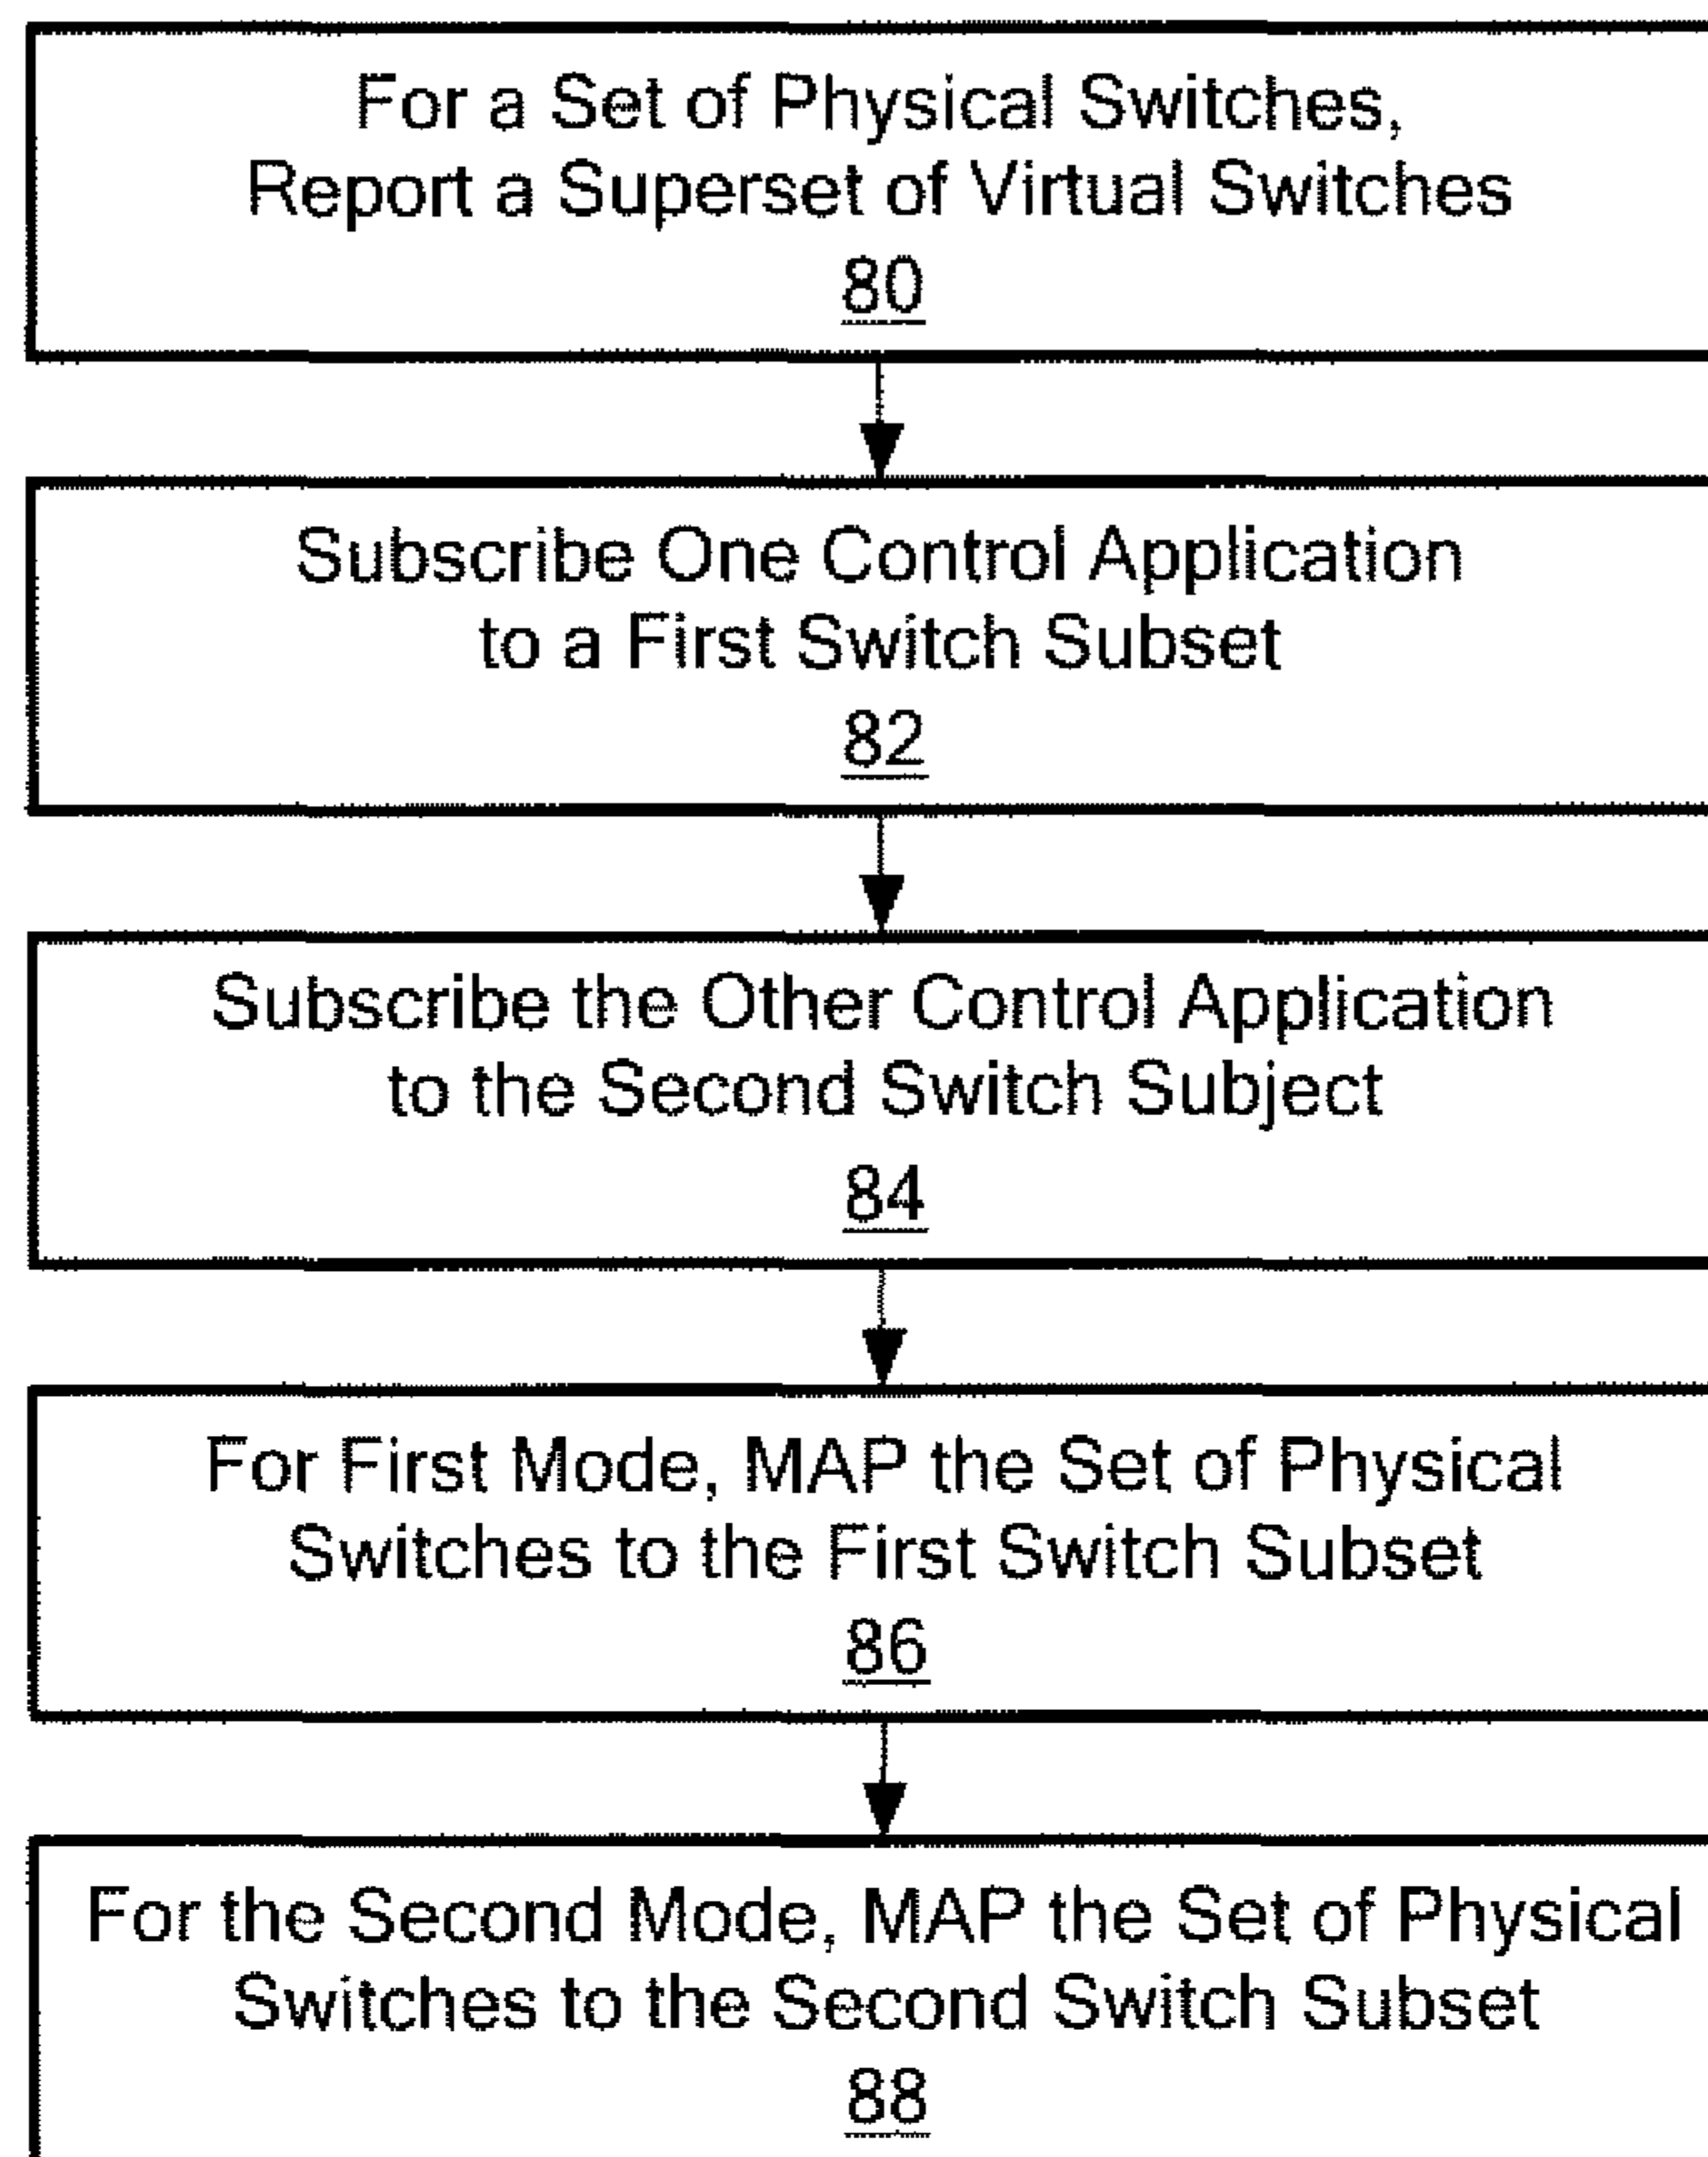 For a Set of Physical Switches,
Report a Superset of Virtual Switches
80
Subscribe One Control Application
to a First Switch Subset
82
Subscribe the Other Control Application
to the Second Switch Subject
84
For First Mode, MAP the Set of Physical
Switches to the First Switch Subset
86
For the Second Mode, MAP the Set of Physical
Switches to the Second Switch Subset
88